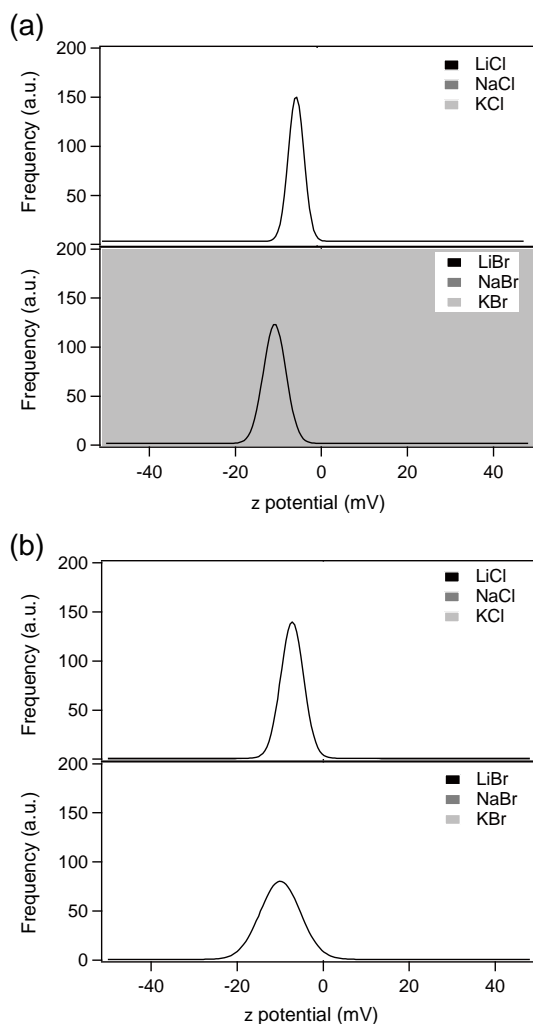 (a)
200
150
100
50
Frequency (a.u.)
LiCl
NaCl
KCl
200
150
100
50
0
Frequency (a.u.)
LiBr
NaBr
KBr
-40 -20 0 20 40
z potential (mV)
(b)
200
150
100
50
Frequency (a.u.)
LiCl
NaCl
KCl
200
150
100
50
0
Frequency (a.u.)
LiBr
NaBr
KBr
-40 -20 0 20 40
z potential (mV)